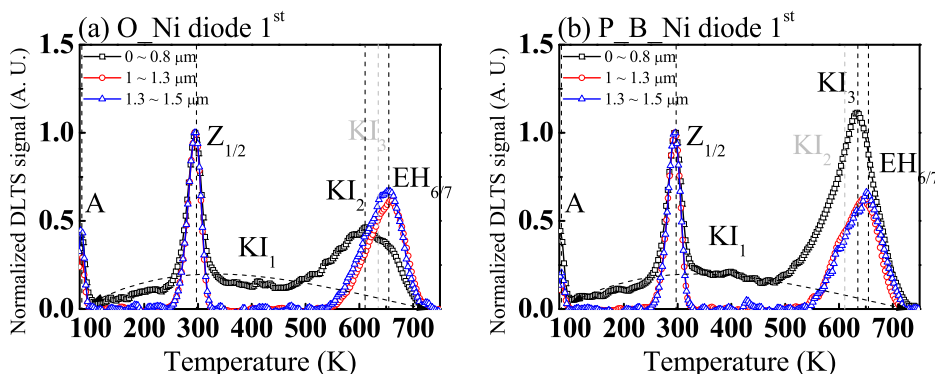 (a) O_Ni diode 1st
Normalized DLTS signal (A. U.)
1.5
1.0
0.5
0.0
0 ~ 0.8 μm
1 ~ 1.3 μm
1.3 ~ 1.5 μm
A
Z1/2
KI1
KI2
KI3
EH6/7
100 200 300 400 500 600 700
Temperature (K)
(b) P_B_Ni diode 1st
Normalized DLTS signal (A. U.)
1.5
1.0
0.5
0.0
0 ~ 0.8 μm
1 ~ 1.3 μm
1.3 ~ 1.5 μm
A
Z1/2
KI1
KI2
KI3
EH6/7
100 200 300 400 500 600 700
Temperature (K)